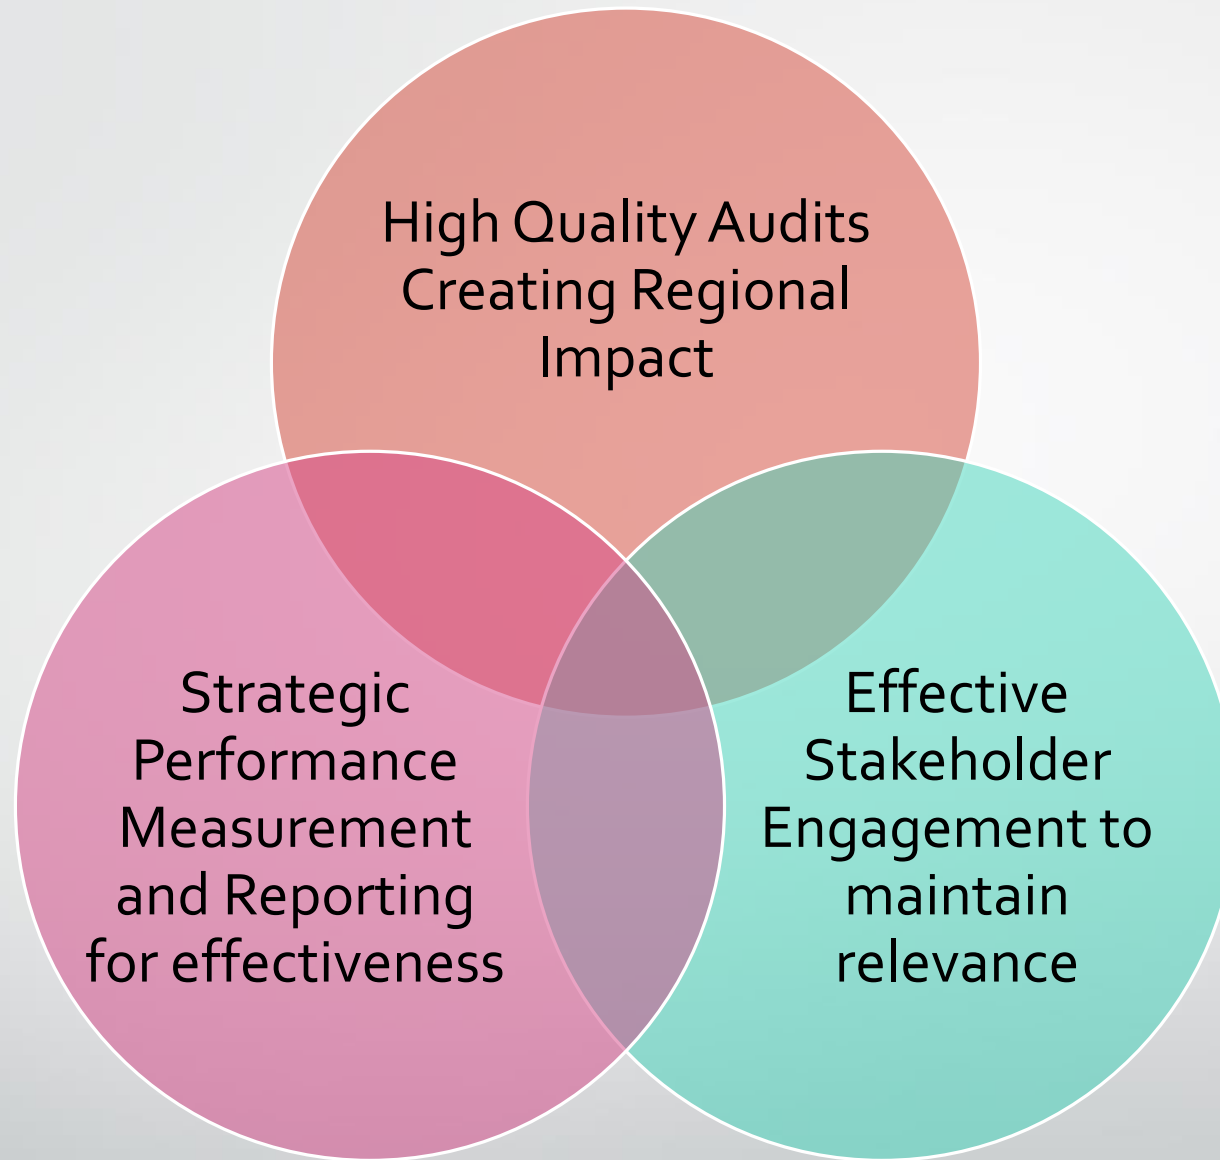 High Quality Audits
Creating Regional
Impact
Strategic
Performance
Measurement
and Reporting
for effectiveness
Effective
Stakeholder
Engagement to
maintain
relevance